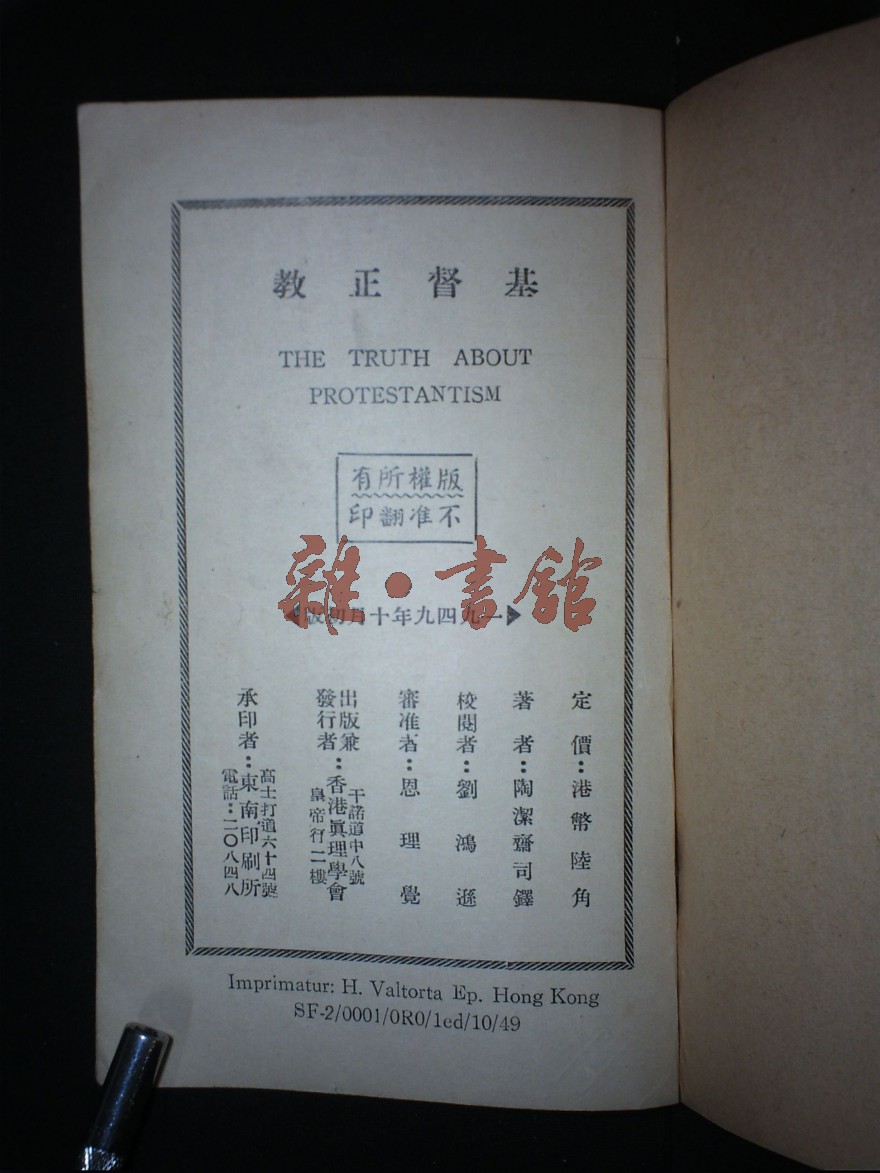 基督正教
THE TRUTH ABOUT
PROTESTANTISM
版權所有
不准翻印
雜·書館
一九四九年十月初版
定價：港幣陸角
著者：陶潔齋司鐸
校閱者：劉鴻遜
審准者：恩理覺
出版兼
發行者：香港眞理學會
干諾道中八號
皇帝行二樓
承印者：東南印刷所
高士打道六十四號
電話：二〇八四八
Imprimatur: H. Valtorta Ep. Hong Kong
SF-2/0001/0R0/1ed/10/49